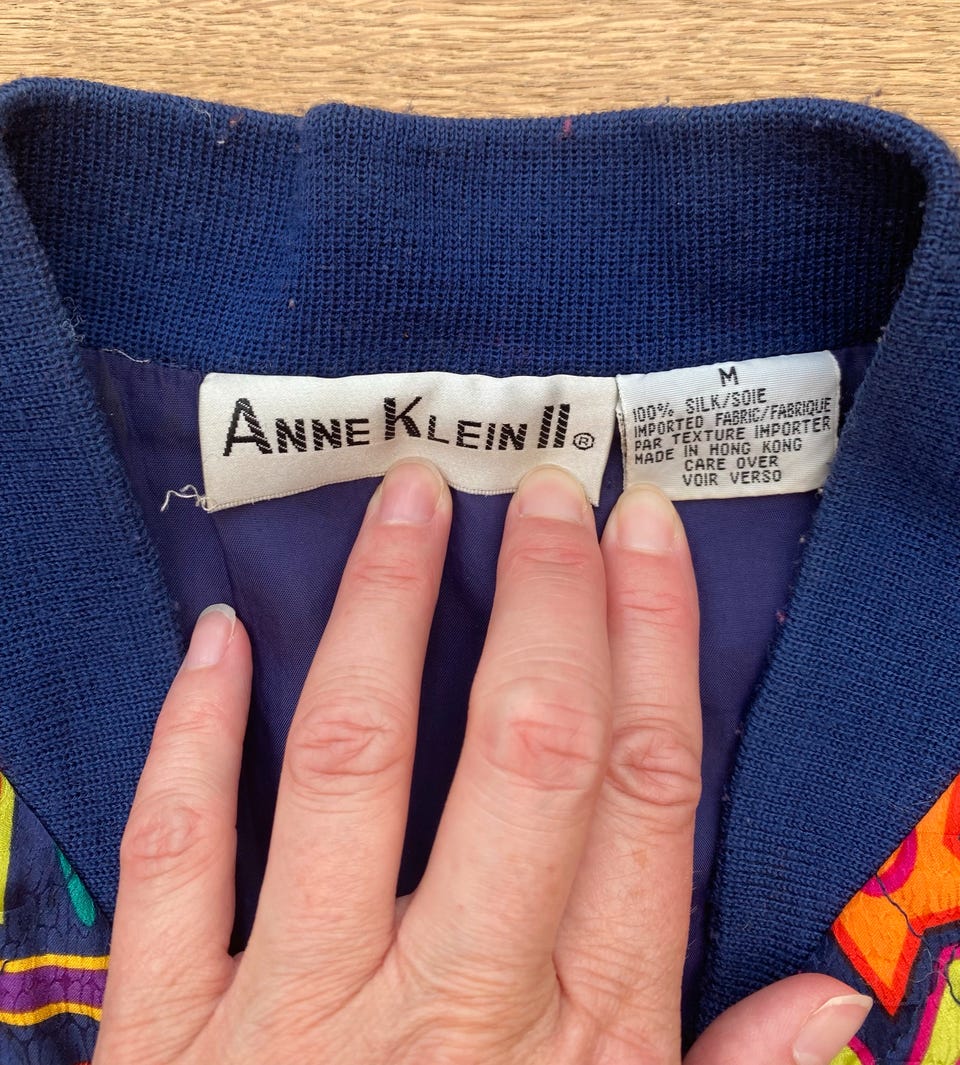 ANNE KLEIN II®
M
100% SILK/SOIE
IMPORTED FABRIC/FABRIQUE
PAR TEXTURE IMPORTER
MADE IN HONG KONG
CARE OVER
VOIR VERSO